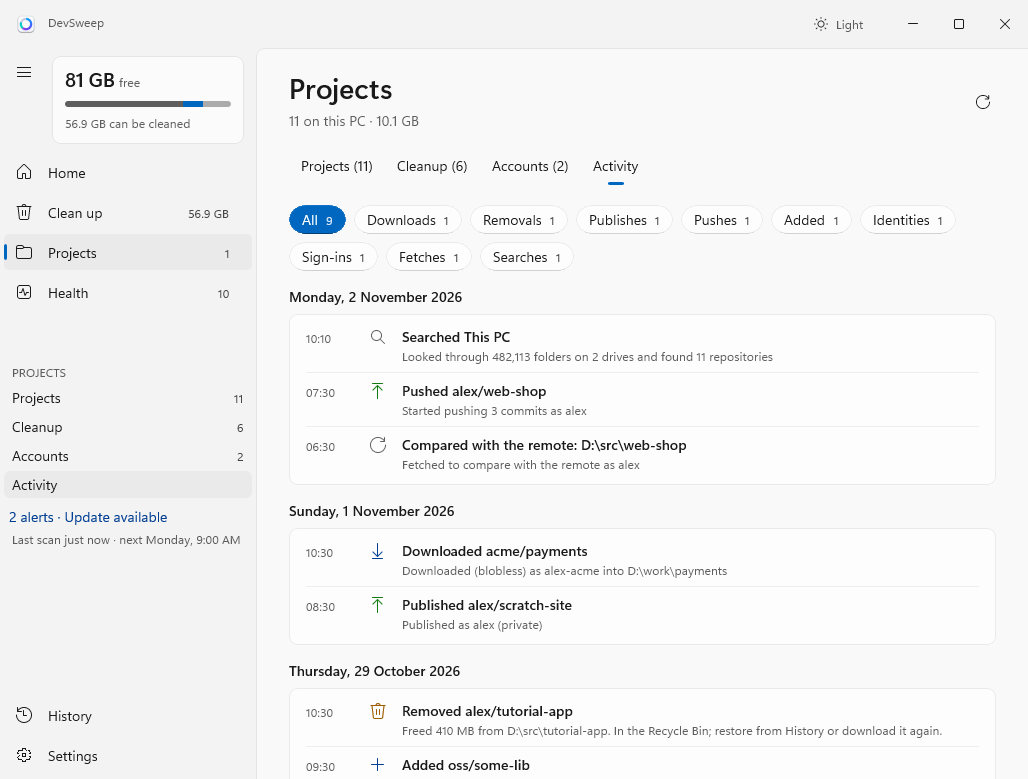 DevSweep
Light
81 GB free
56.9 GB can be cleaned
Home
Clean up 56.9 GB
Projects 1
Health 10
PROJECTS
Projects 11
Cleanup 6
Accounts 2
Activity
2 alerts · Update available
Last scan just now · next Monday, 9:00 AM
History
Settings
Projects
11 on this PC · 10.1 GB
Projects (11) Cleanup (6) Accounts (2) Activity
All 9 Downloads 1 Removals 1 Publishes 1 Pushes 1 Added 1 Identities 1
Sign-ins 1 Fetches 1 Searches 1
Monday, 2 November 2026
10:10 Searched This PC
Looked through 482,113 folders on 2 drives and found 11 repositories
07:30 Pushed alex/web-shop
Started pushing 3 commits as alex
06:30 Compared with the remote: D:\src\web-shop
Fetched to compare with the remote as alex
Sunday, 1 November 2026
10:30 Downloaded acme/payments
Downloaded (blobless) as alex-acme into D:\work\payments
08:30 Published alex/scratch-site
Published as alex (private)
Thursday, 29 October 2026
10:30 Removed alex/tutorial-app
Freed 410 MB from D:\src\tutorial-app. In the Recycle Bin; restore from History or download it again.
09:30 Added oss/some-lib